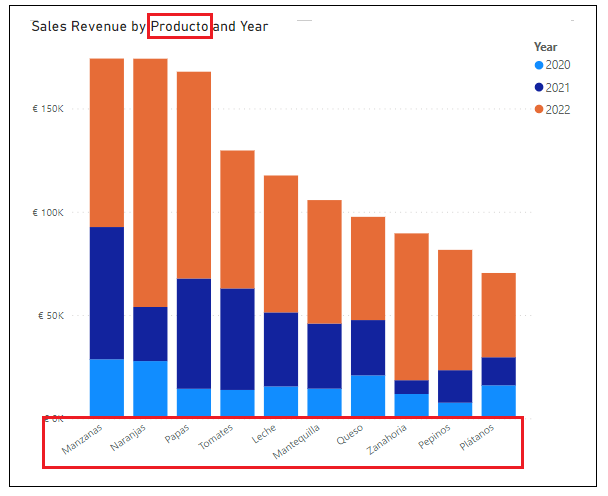 Sales Revenue by Producto and Year
Year
2020
2021
2022
€ 150K
€ 100K
€ 50K
€ 0K
Manzanas
Naranjas
Papas
Tomates
Leche
Mantequilla
Queso
Zanahoria
Pepinos
Plátanos